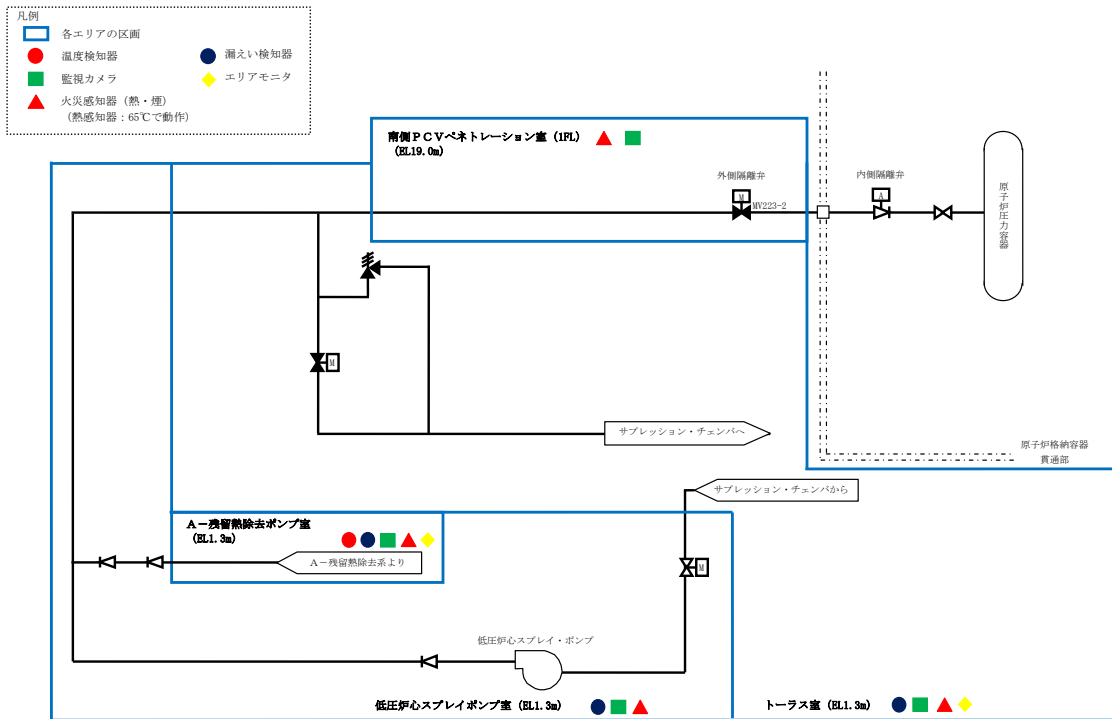 凡例
各エリアの区画
温度検知器
漏えい検知器
監視カメラ
エリアモニタ
火災感知器（熱・煙）
（熱感知器：65℃で動作）
南側ＰＣＶペネトレーション室（1FL）
（EL19.0m）
外側隔離弁
内側隔離弁
M
MV223-2
A
原子炉圧力容器
M
サプレッション・チェンバへ
原子炉格納容器
貫通部
サプレッション・チェンバから
Ａ－残留熱除去ポンプ室
（EL1.3m）
Ａ－残留熱除去系より
M
低圧炉心スプレイ・ポンプ
低圧炉心スプレイポンプ室（EL1.3m）
トーラス室（EL1.3m）